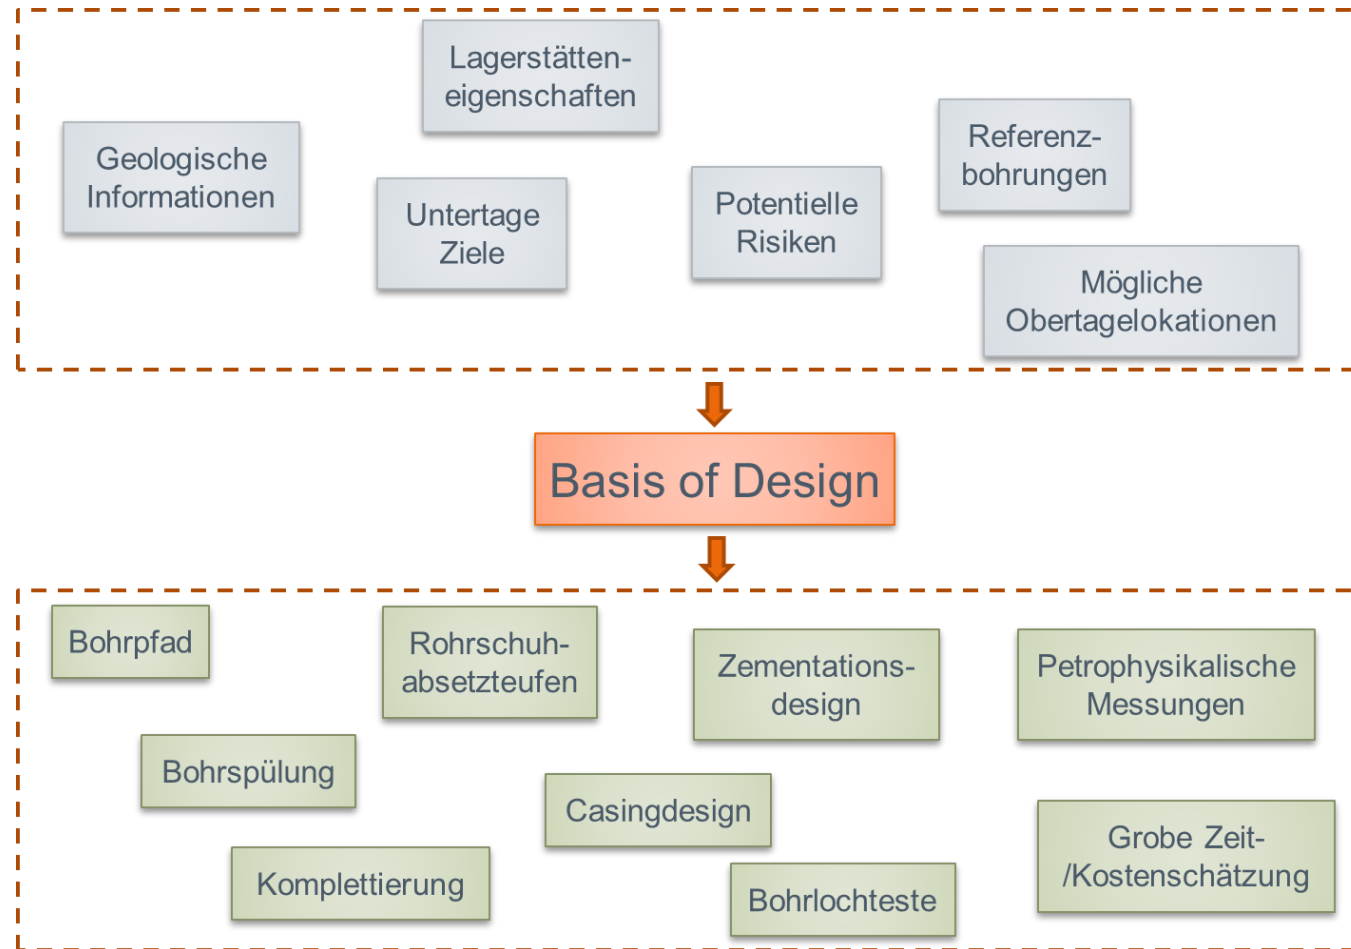 Lagerstätten-
eigenschaften
Geologische
Informationen
Untertage
Ziele
Potentielle
Risiken
Referenz-
bohrungen
Mögliche
Obertagelokationen
Basis of Design
Bohrpfad
Rohrschuh-
absetzteufen
Zementations-
design
Petrophysikalische
Messungen
Bohrspülung
Casingdesign
Grobe Zeit-
/Kostenschätzung
Komplettierung
Bohrlochteste